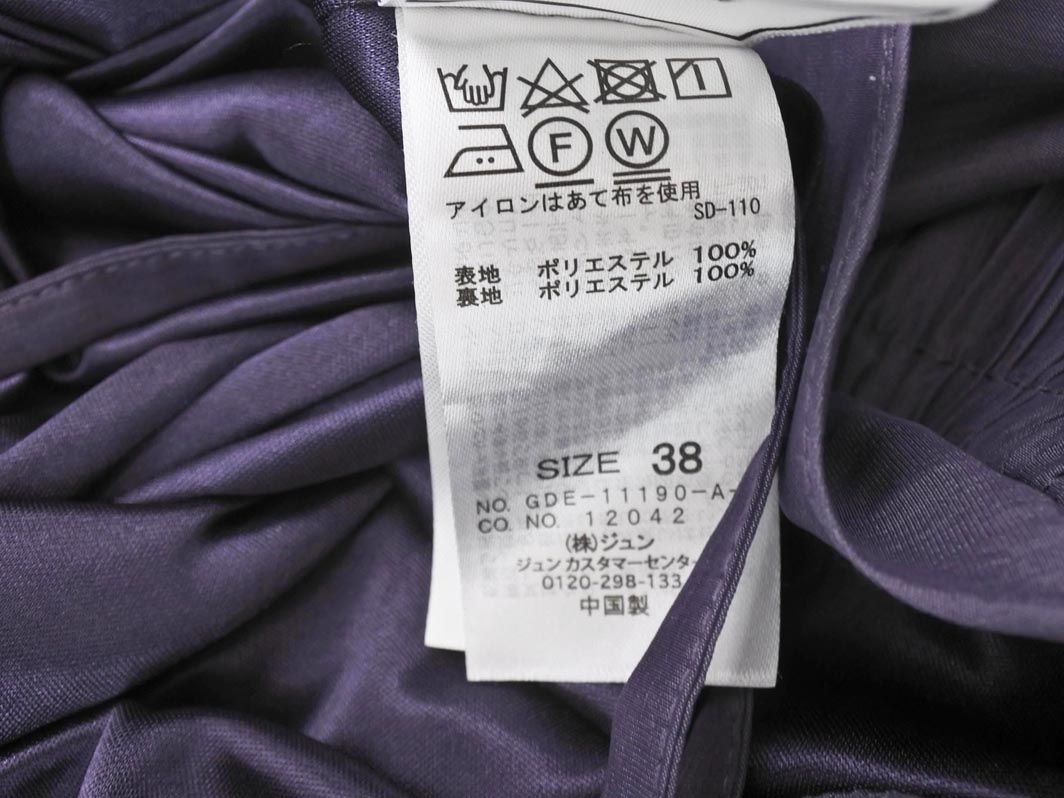 F W
アイロンはあて布を使用
SD-110
表地 ポリエステル 100%
裏地 ポリエステル 100%
SIZE 38
NO. GDE-11190-A-
CO. NO. 12042
(株)ジュン
ジュン カスタマーセンター
0120-298-133
中国製